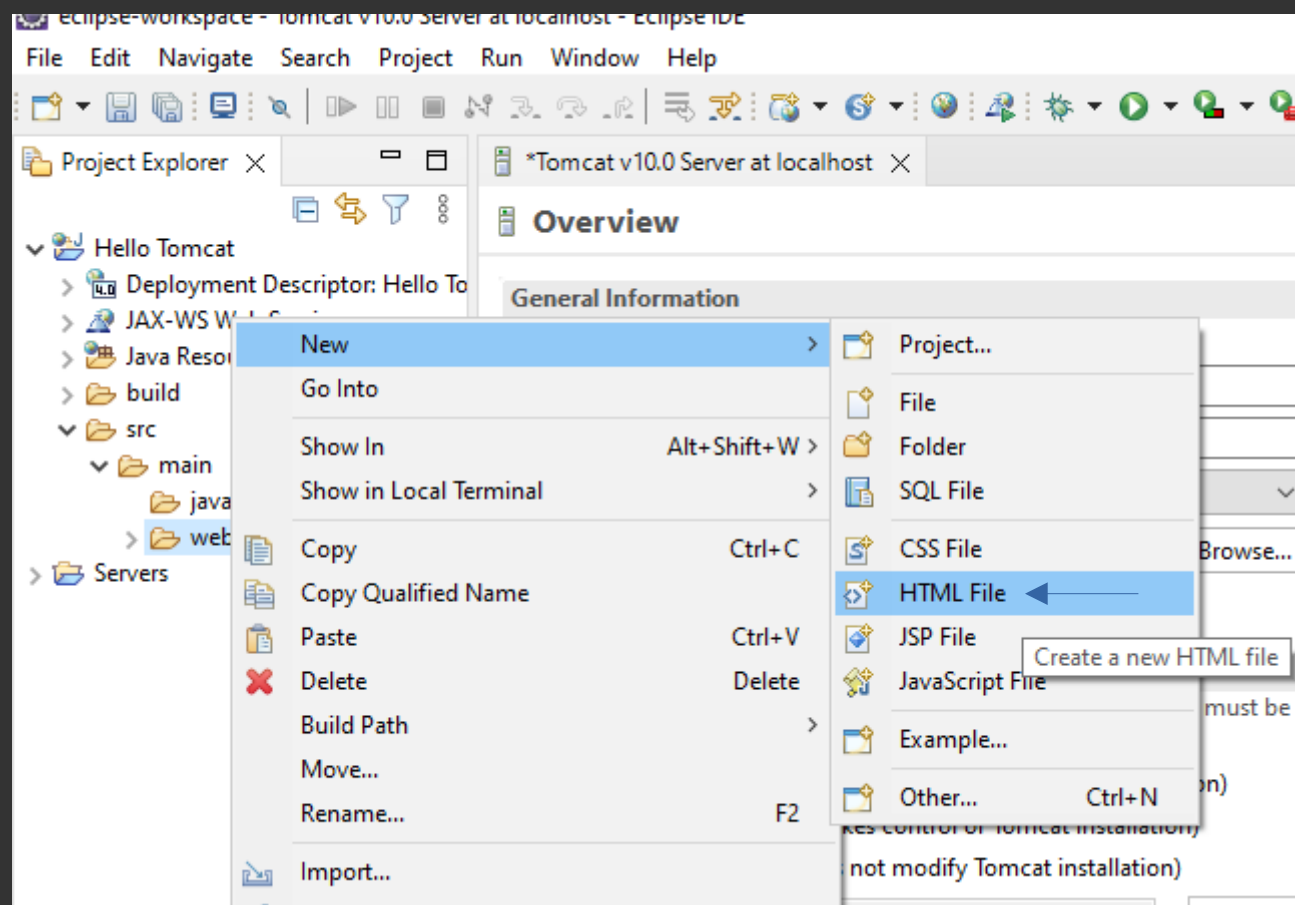 eclipse-workspace - Tomcat v10.0 Server at localhost - Eclipse IDE
File Edit Navigate Search Project Run Window Help
Project Explorer
*Tomcat v10.0 Server at localhost
Overview
Hello Tomcat
4.0 Deployment Descriptor: Hello To
General Information
JAX-WS W
Java Resou
build
src
main
java
web
Servers
New
Go Into
Show In Alt+Shift+W
Show in Local Terminal
Copy Ctrl+C
Copy Qualified Name
Paste Ctrl+V
Delete Delete
Build Path
Move...
Rename... F2
Import...
Project...
File
Folder
SQL File
CSS File
HTML File
JSP File
Create a new HTML file
JavaScript File
Example...
Other... Ctrl+N
Browse...
must be
on)
kes control of Tomcat installation)
not modify Tomcat installation)